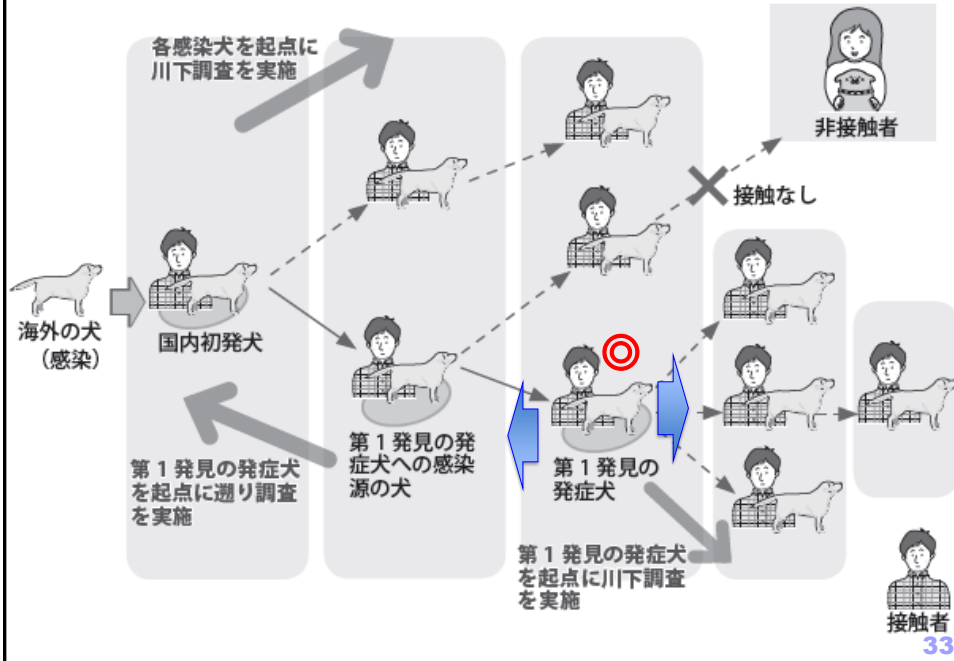 各感染犬を起点に
川下調査を実施
非接触者
接触なし
海外の犬
（感染）
国内初発犬
第１発見の発
症犬への感染
源の犬
第１発見の
発症犬
第１発見の発症犬
を起点に遡り調査
を実施
第１発見の発症犬
を起点に川下調査
を実施
接触者
33